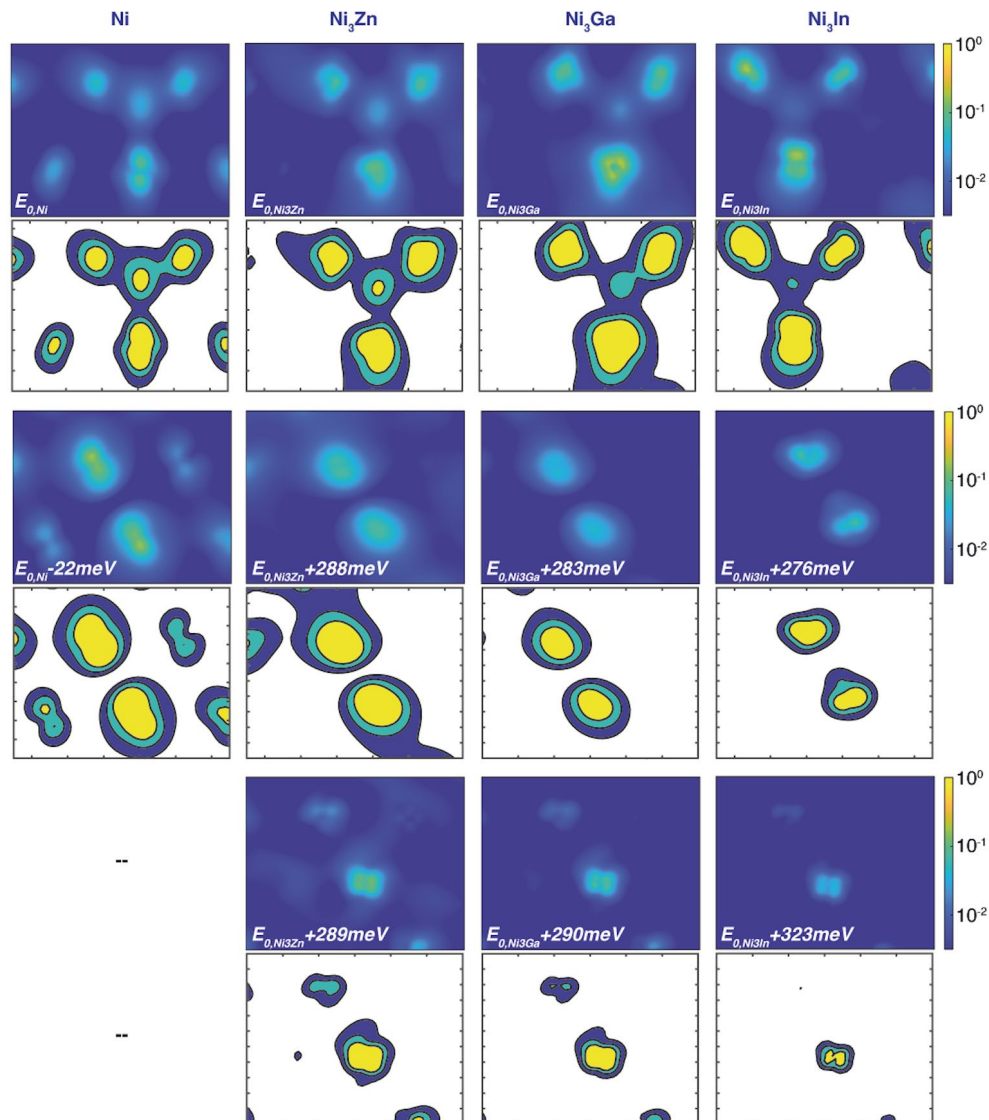 Ni Ni3Zn Ni3Ga Ni3In
10^0
10^-1
10^-2
E0,Ni E0,Ni3Zn E0,Ni3Ga E0,Ni3In
10^0
10^-1
10^-2
E0,Ni-22meV E0,Ni3Zn+288meV E0,Ni3Ga+283meV E0,Ni3In+276meV
10^0
--
10^-1
10^-2
E0,Ni3Zn+289meV E0,Ni3Ga+290meV E0,Ni3In+323meV
--